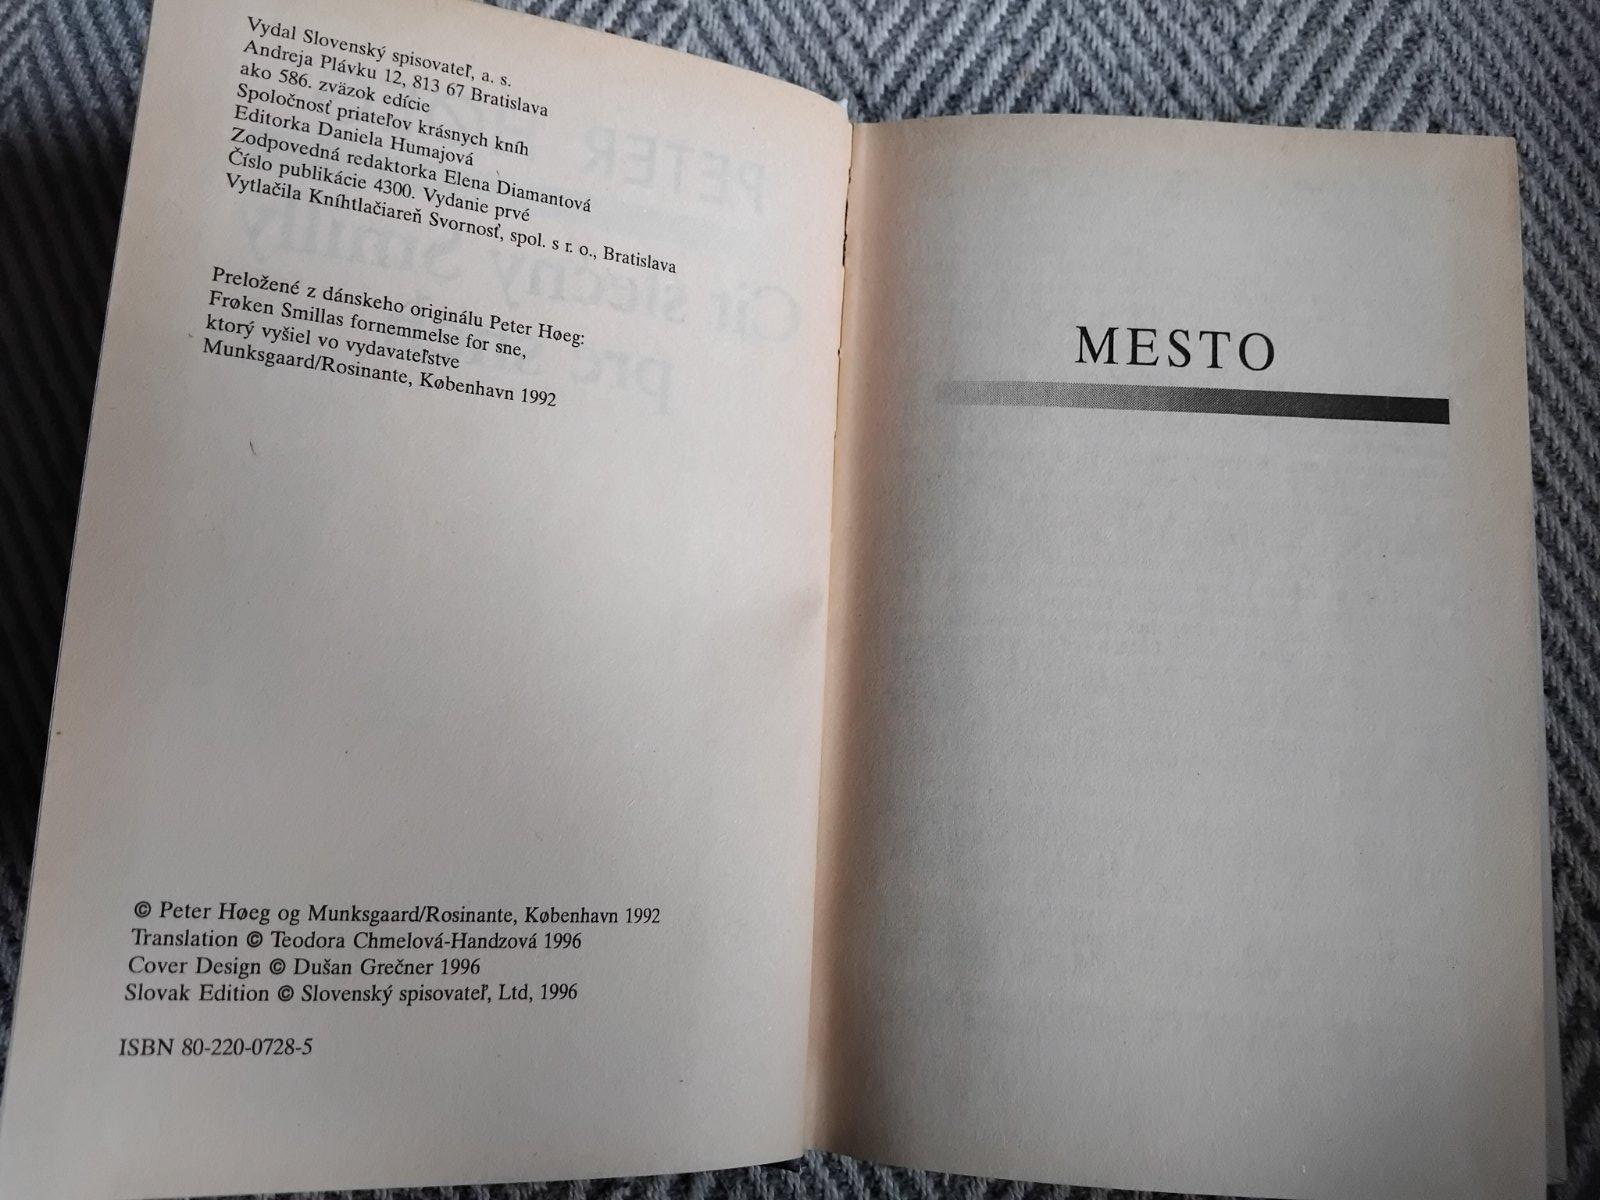 Vydal Slovenský spisovateľ, a. s.
Andreja Plávku 12, 813 67 Bratislava
ako 586. zväzok edície
Spoločnosť priateľov krásnych kníh
Editorka Daniela Humajová
Zodpovedná redaktorka Elena Diamantová
Číslo publikácie 4300. Vydanie prvé
Vytlačila Kníhtlačiareň Svornosť, spol. s r. o., Bratislava
Preložené z dánskeho originálu Peter Høeg:
Frøken Smillas fornemmelse for sne,
ktorý vyšiel vo vydavateľstve
Munksgaard/Rosinante, København 1992
© Peter Høeg og Munksgaard/Rosinante, København 1992
Translation © Teodora Chmelová-Handzová 1996
Cover Design © Dušan Grečner 1996
Slovak Edition © Slovenský spisovateľ, Ltd, 1996
ISBN 80-220-0728-5
MESTO